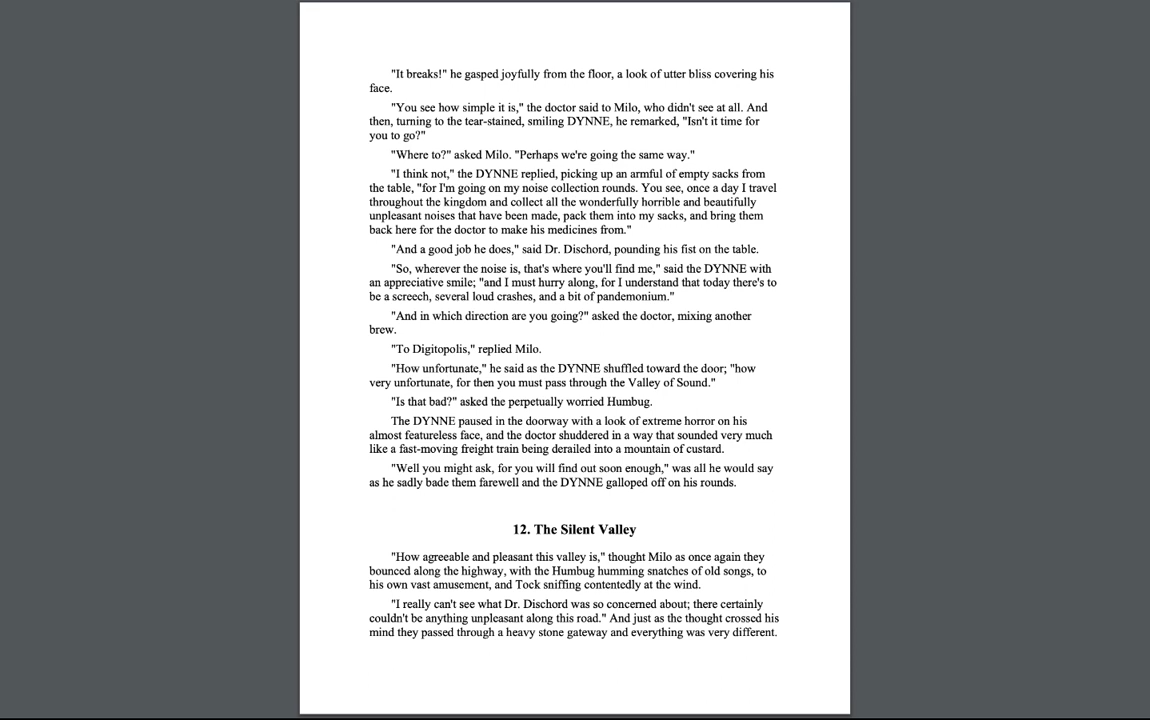 "It breaks!" he gasped joyfully from the floor, a look of utter bliss covering his
face.
"You see how simple it is," the doctor said to Milo, who didn't see at all. And
then, turning to the tear-stained, smiling DYNNE, he remarked, "Isn't it time for
you to go?"
"Where to?" asked Milo. "Perhaps we're going the same way."
"I think not," the DYNNE replied, picking up an armful of empty sacks from
the table, "for I'm going on my noise collection rounds. You see, once a day I travel
throughout the kingdom and collect all the wonderfully horrible and beautifully
unpleasant noises that have been made, pack them into my sacks, and bring them
back here for the doctor to make his medicines from."
"And a good job he does," said Dr. Dischord, pounding his fist on the table.
"So, wherever the noise is, that's where you'll find me," said the DYNNE with
an appreciative smile; "and I must hurry along, for I understand that today there's to
be a screech, several loud crashes, and a bit of pandemonium."
"And in which direction are you going?" asked the doctor, mixing another
brew.
"To Digitopolis," replied Milo.
"How unfortunate," he said as the DYNNE shuffled toward the door; "how
very unfortunate, for then you must pass through the Valley of Sound."
"Is that bad?" asked the perpetually worried Humbug.
The DYNNE paused in the doorway with a look of extreme horror on his
almost featureless face, and the doctor shuddered in a way that sounded very much
like a fast-moving freight train being derailed into a mountain of custard.
"Well you might ask, for you will find out soon enough," was all he would say
as he sadly bade them farewell and the DYNNE galloped off on his rounds.
12. The Silent Valley
"How agreeable and pleasant this valley is," thought Milo as once again they
bounced along the highway, with the Humbug humming snatches of old songs, to
his own vast amusement, and Tock sniffing contentedly at the wind.
"I really can't see what Dr. Dischord was so concerned about; there certainly
couldn't be anything unpleasant along this road." And just as the thought crossed his
mind they passed through a heavy stone gateway and everything was very different.